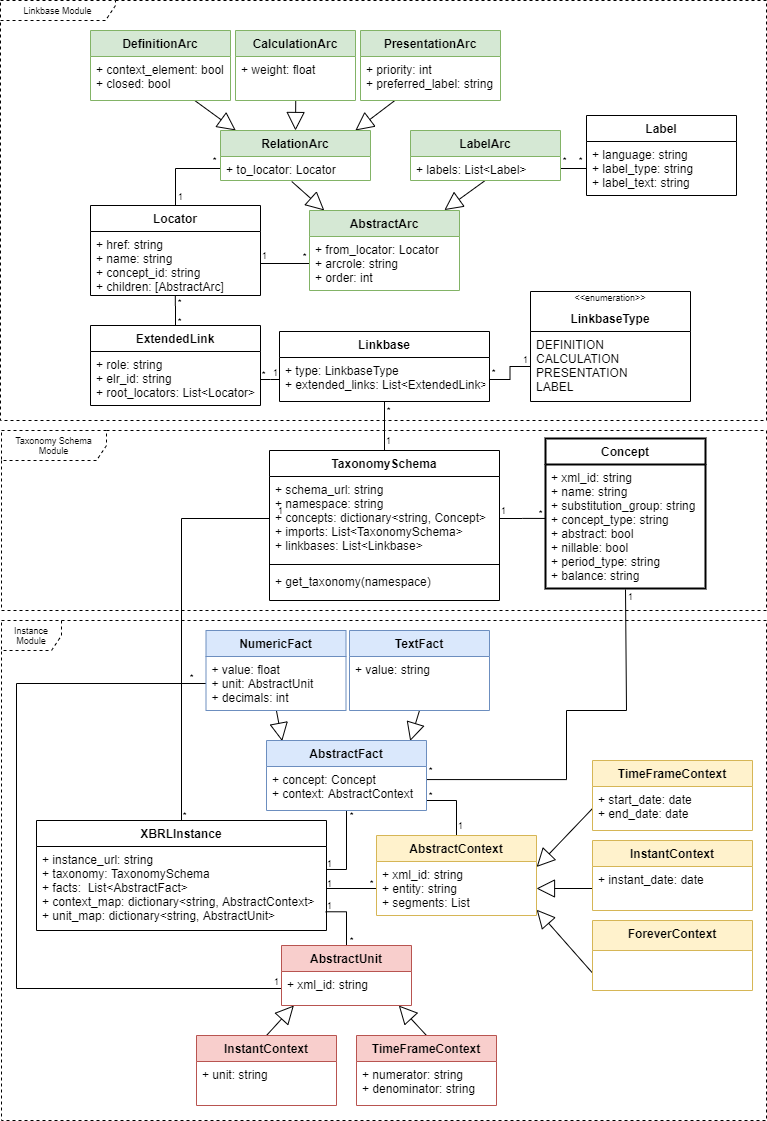 Linkbase Module
DefinitionArc
+ context_element: bool
+ closed: bool
CalculationArc
+ weight: float
PresentationArc
+ priority: int
+ preferred_label: string
RelationArc
+ to_locator: Locator
LabelArc
+ labels: List<Label>
* *
Label
+ language: string
+ label_type: string
+ label_text: string
*
1
Locator
+ href: string
+ name: string
+ concept_id: string
+ children: [AbstractArc]
1 *
AbstractArc
+ from_locator: Locator
+ arcrole: string
+ order: int
*
*
ExtendedLink
+ role: string
+ elr_id: string
+ root_locators: List<Locator>
* 1
Linkbase
+ type: LinkbaseType
+ extended_links: List<ExtendedLink>
* 1
<<enumeration>>
LinkbaseType
DEFINITION
CALCULATION
PRESENTATION
LABEL
*
1
Taxonomy Schema
Module
TaxonomySchema
+ schema_url: string
+ namespace: string
+ concepts: dictionary<string, Concept>
+ imports: List<TaxonomySchema>
+ linkbases: List<Linkbase>
+ get_taxonomy(namespace)
1
1 *
Concept
+ xml_id: string
+ name: string
+ substitution_group: string
+ concept_type: string
+ abstract: bool
+ nillable: bool
+ period_type: string
+ balance: string
1
Instance
Module
NumericFact
+ value: float
+ unit: AbstractUnit
+ decimals: int
*
TextFact
+ value: string
AbstractFact
+ concept: Concept
+ context: AbstractContext
*
*
1
*
*
XBRLInstance
+ instance_url: string
+ taxonomy: TaxonomySchema
+ facts:  List<AbstractFact>
+ context_map: dictionary<string, AbstractContext>
+ unit_map: dictionary<string, AbstractUnit>
1
1 *
1
*
AbstractContext
+ xml_id: string
+ entity: string
+ segments: List
TimeFrameContext
+ start_date: date
+ end_date: date
InstantContext
+ instant_date: date
ForeverContext
1
AbstractUnit
+ xml_id: string
InstantContext
+ unit: string
TimeFrameContext
+ numerator: string
+ denominator: string